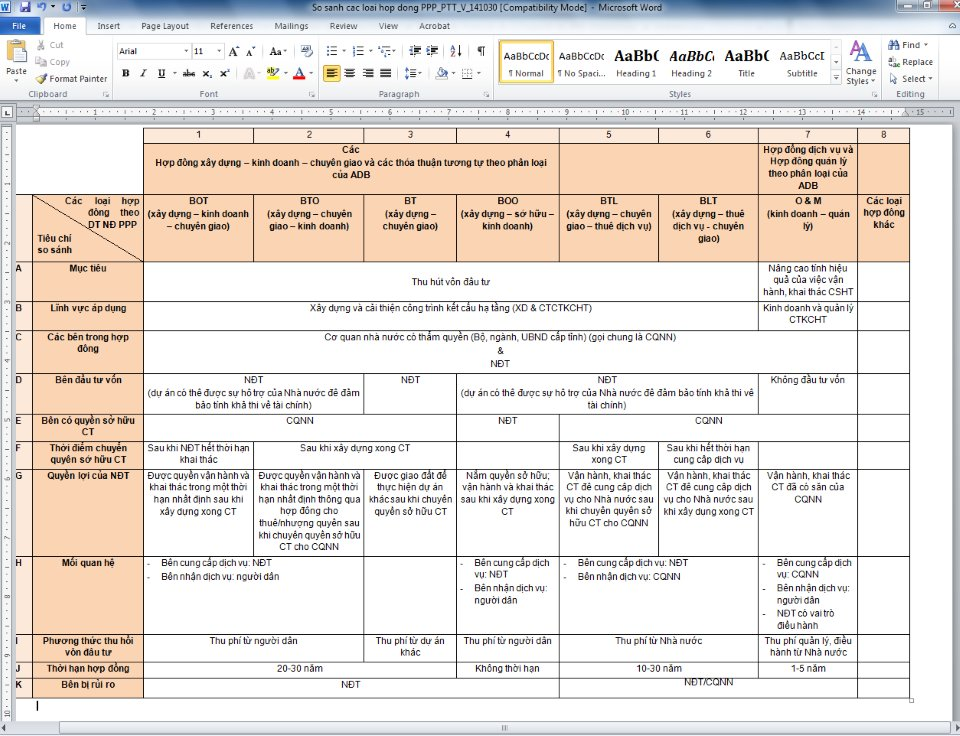 So sanh cac loai hop dong PPP_PTT_V_141030 [Compatibility Mode] - Microsoft Word
File Home Insert Page Layout References Mailings Review View Acrobat
Paste
Cut
Copy
Format Painter
Clipboard
Arial 11
Font
Paragraph
AaBbCcDc AaBbCcDc AaBbC AaBbCc AaBbC AaBbCcI
¶ Normal ¶ No Spaci... Heading 1 Heading 2 Title Subtitle
Change
Styles
Styles
Find
Replace
Select
Editing
1 2 3 4 5 6 7 8
Các
Hợp đồng xây dựng – kinh doanh – chuyên giao và các thỏa thuận tương tự theo phân loại
của ADB
Hợp đồng dịch vụ và
Hợp đồng quản lý
theo phân loại của
ADB
Các loại hợp
đồng theo
DT NĐ PPP
Tiêu chí
so sánh
BOT
(xây dựng – kinh doanh
– chuyên giao)
BTO
(xây dựng – chuyên
giao – kinh doanh)
BT
(xây dựng –
chuyên giao)
BOO
(xây dựng – sở hữu –
kinh doanh)
BTL
(xây dựng – chuyên
giao – thuê dịch vụ)
BLT
(xây dựng – thuê
dịch vụ - chuyên
giao)
O & M
(kinh doanh – quản
lý)
Các loại
hợp đồng
khác
A Mục tiêu
Thu hút vốn đầu tư
Nâng cao tính hiệu
quả của việc vận
hành, khai thác CSHT
B Lĩnh vực áp dụng
Xây dựng và cải thiện công trình kết cấu hạ tầng (XD & CTCTKCHT)
Kinh doanh và quản lý
CTKCHT
C Các bên trong hợp
đồng
Cơ quan nhà nước có thẩm quyền (Bộ, ngành, UBND cấp tỉnh) (gọi chung là CQNN)
&
NĐT
D Bên đầu tư vốn
NĐT
(dự án có thể được sự hỗ trợ của Nhà nước để đảm
bảo tính khả thi về tài chính)
NĐT
NĐT
(dự án có thể được sự hỗ trợ của Nhà nước để đảm bảo tính khả thi về
tài chính)
Không đầu tư vốn
E Bên có quyền sở hữu
CT
CQNN
NĐT
CQNN
F Thời điểm chuyển
quyền sở hữu CT
Sau khi NĐT hết thời hạn
khai thác
Sau khi xây dựng xong CT
Sau khi xây dựng
xong CT
Sau khi hết thời hạn
cung cấp dịch vụ
G Quyền lợi của NĐT
Được quyền vận hành và
khai thác trong một thời
hạn nhất định sau khi
xây dựng xong CT
Được quyền vận hành và
khai thác trong một thời
hạn nhất định thông qua
hợp đồng cho
thuê/nhượng quyền sau
khi chuyển quyền sở hữu
CT cho CQNN
Được giao đất để
thực hiện dự án
khác sau khi chuyển
quyền sở hữu CT
Nắm quyền sở hữu;
vận hành và khai thác
sau khi xây dựng xong
CT
Vận hành, khai thác
CT để cung cấp dịch
vụ cho Nhà nước sau
khi chuyển quyền sở
hữu CT cho CQNN
Vận hành, khai thác
CT để cung cấp dịch
vụ cho Nhà nước sau
khi xây xung xong CT
Vận hành, khai thác
CT đã có sẵn của
CQNN
H Mối quan hệ
- Bên cung cấp dịch vụ: NĐT
- Bên nhận dịch vụ: người dân
- Bên cung cấp dịch
vụ: NĐT
- Bên nhận dịch vụ:
người dân
- Bên cung cấp dịch vụ: NĐT
- Bên nhận dịch vụ: CQNN
- Bên cung cấp dịch
vụ: CQNN
- Bên nhận dịch vụ:
người dân
- NĐT có vai trò
điều hành
I Phương thức thu hồi
vốn đầu tư
Thu phí từ người dân
Thu phí từ dự án
khác
Thu phí từ người dân
Thu phí từ Nhà nước
Thu phí quản lý, điều
hành từ Nhà nước
J Thời hạn hợp đồng
20-30 năm
Không thời hạn
10-30 năm
1-5 năm
K Bên bị rủi ro
NĐT
NĐT/CQNN